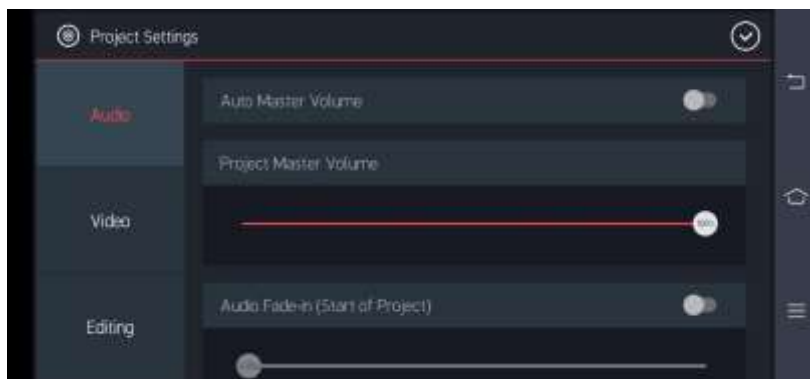 Project Settings
Audio
Auto Master Volume
Project Master Volume
Video
Audio Fade-in (Start of Project)
Editing